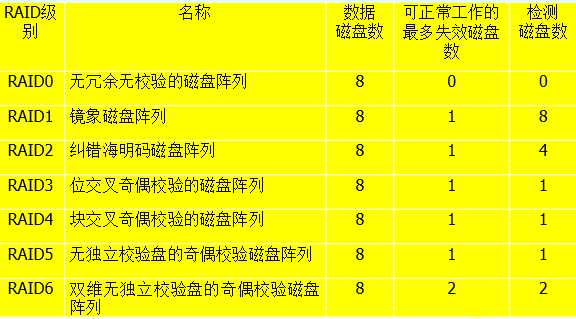 RAID级别 名称 数据磁盘数 可正常工作的最多失效磁盘数 检测磁盘数
RAID0 无冗余无校验的磁盘阵列 8 0 0
RAID1 镜象磁盘阵列 8 1 8
RAID2 纠错海明码磁盘阵列 8 1 4
RAID3 位交叉奇偶校验的磁盘阵列 8 1 1
RAID4 块交叉奇偶校验的磁盘阵列 8 1 1
RAID5 无独立校验盘的奇偶校验磁盘阵列 8 1 1
RAID6 双维无独立校验盘的奇偶校验磁盘阵列 8 2 2